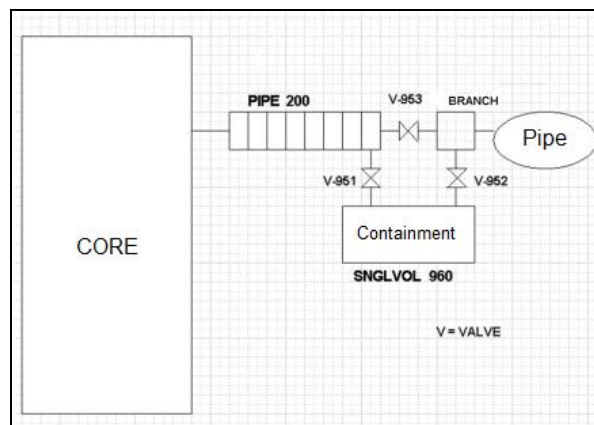 PIPE 200
V-953
BRANCH
Pipe
V-951
V-952
CORE
Containment
SNGLVOL 960
V = VALVE